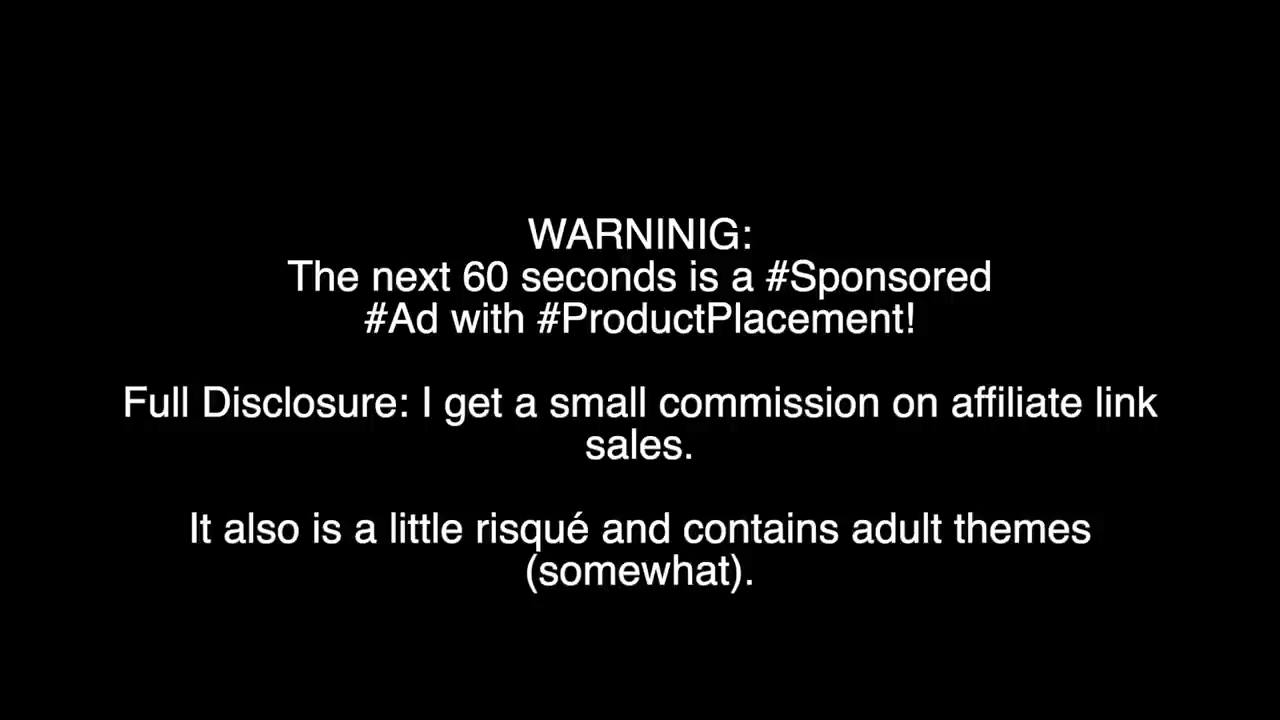 WARNINIG:
The next 60 seconds is a #Sponsored
#Ad with #ProductPlacement!
Full Disclosure: I get a small commission on affiliate link
sales.
It also is a little risqué and contains adult themes
(somewhat).